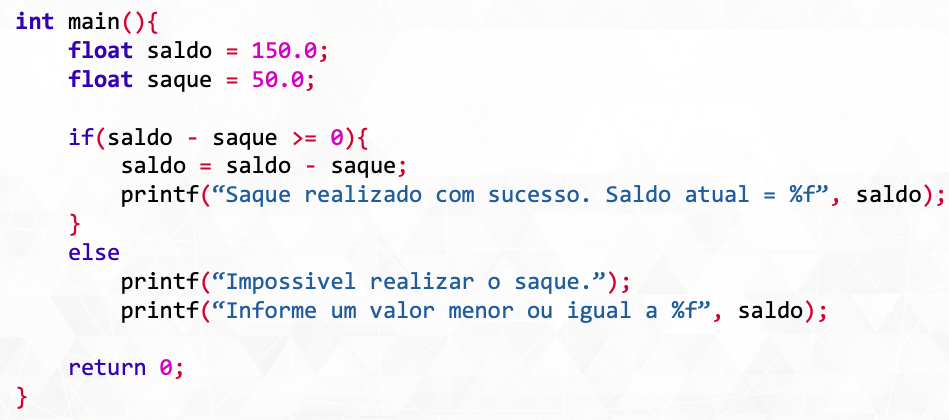 int main(){
    float saldo = 150.0;
    float saque = 50.0;

    if(saldo - saque >= 0){
        saldo = saldo - saque;
        printf(“Saque realizado com sucesso. Saldo atual = %f”, saldo);
    }
    else
        printf(“Impossivel realizar o saque.”);
        printf(“Informe um valor menor ou igual a %f”, saldo);

    return 0;
}